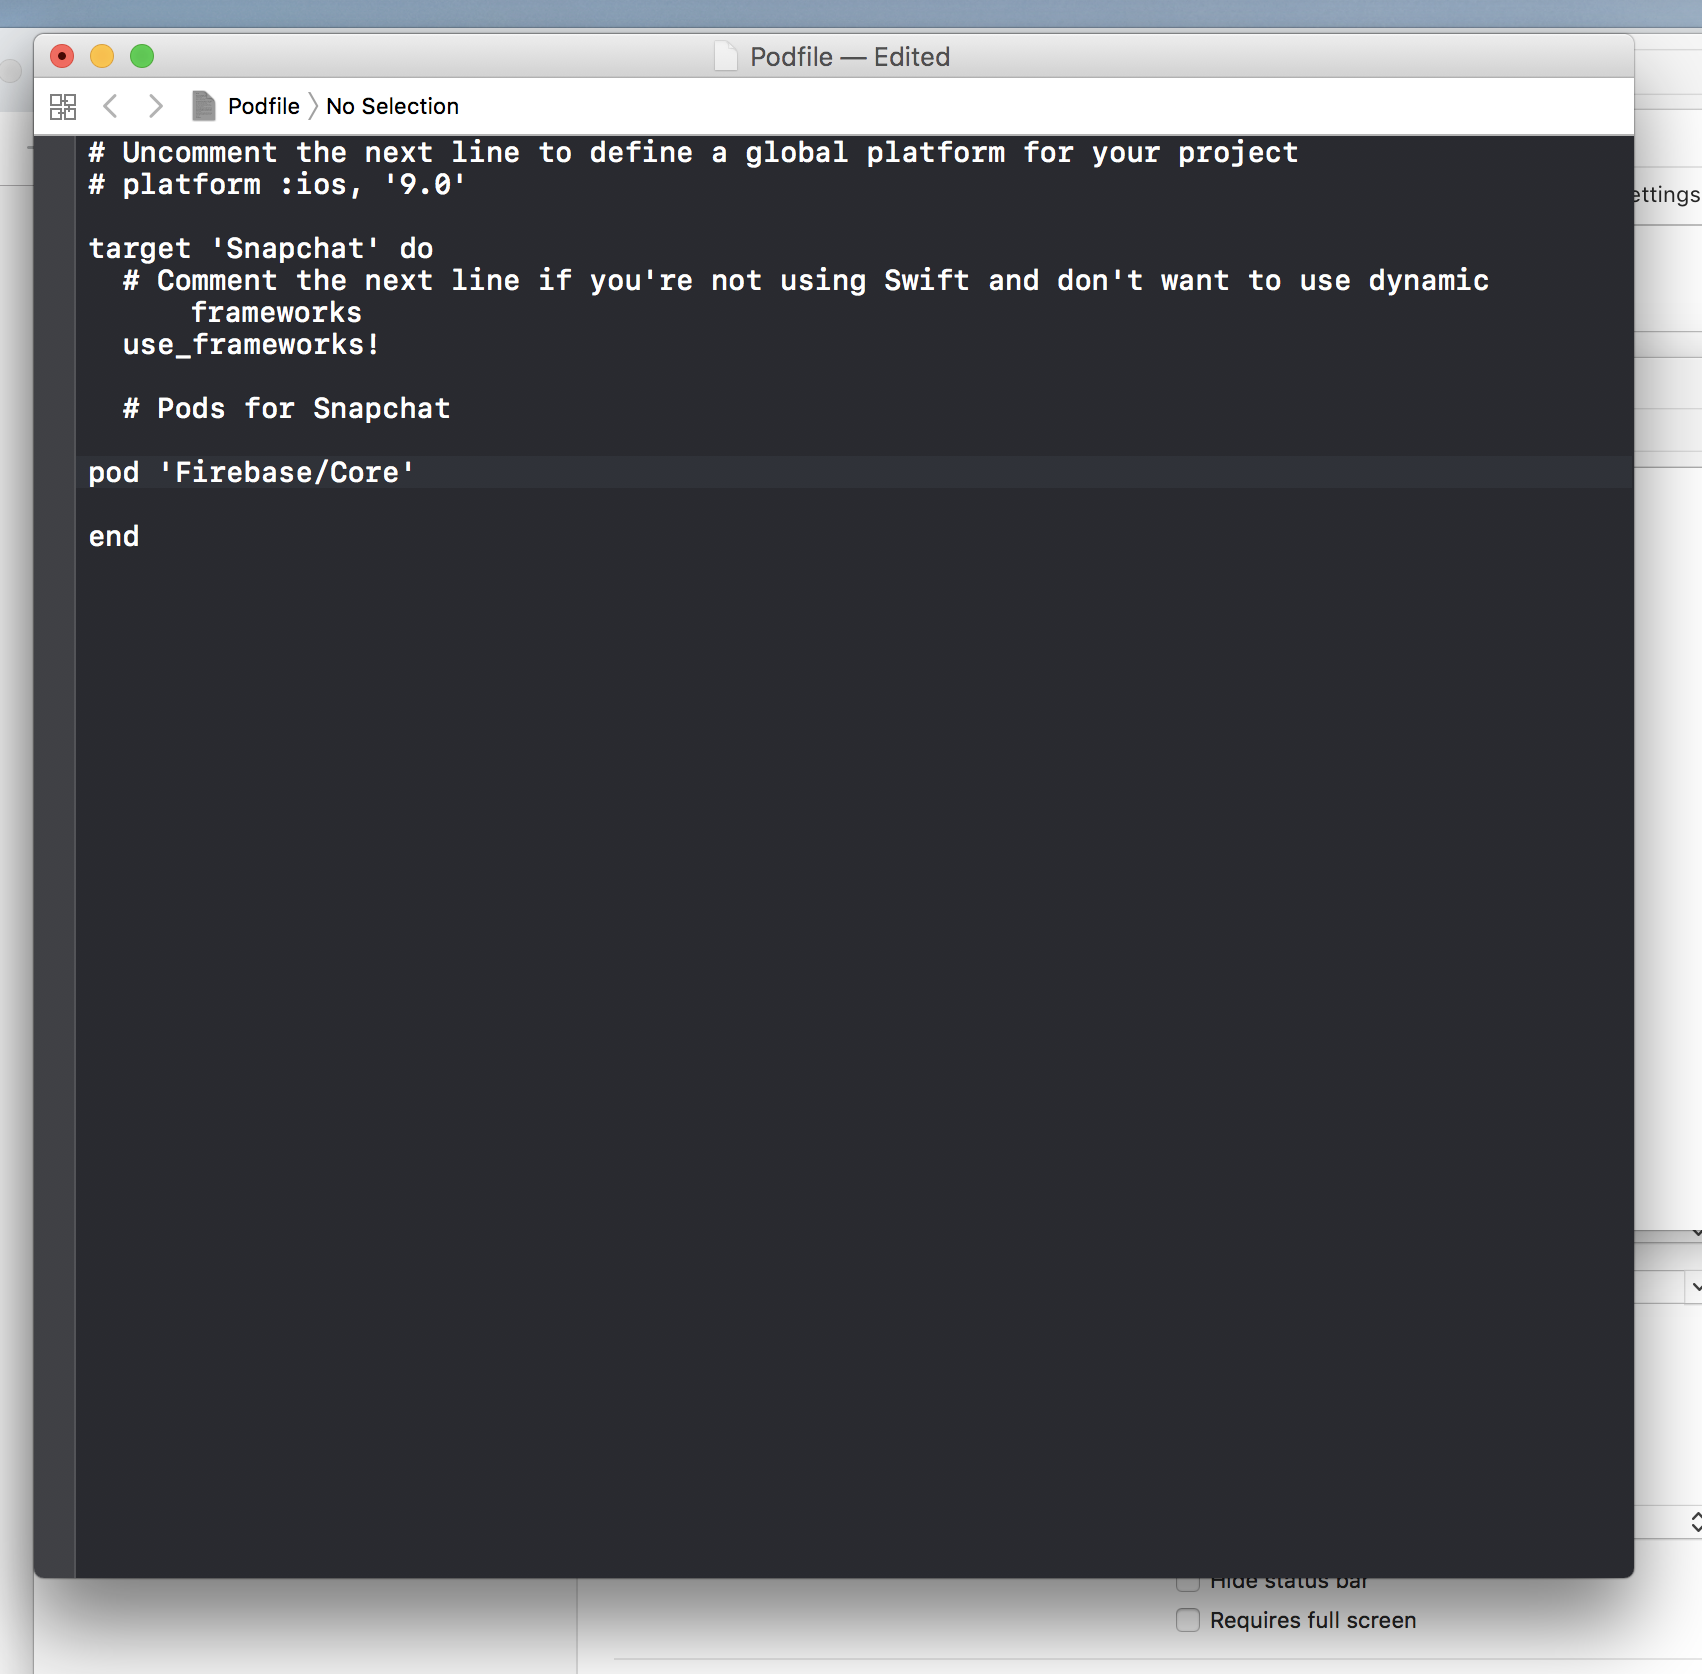 Podfile — Edited
Podfile 〉 No Selection
# Uncomment the next line to define a global platform for your project
# platform :ios, '9.0'
target 'Snapchat' do
# Comment the next line if you're not using Swift and don't want to use dynamic
frameworks
use_frameworks!
# Pods for Snapchat
pod 'Firebase/Core'
end
ettings
Hide status bar
Requires full screen